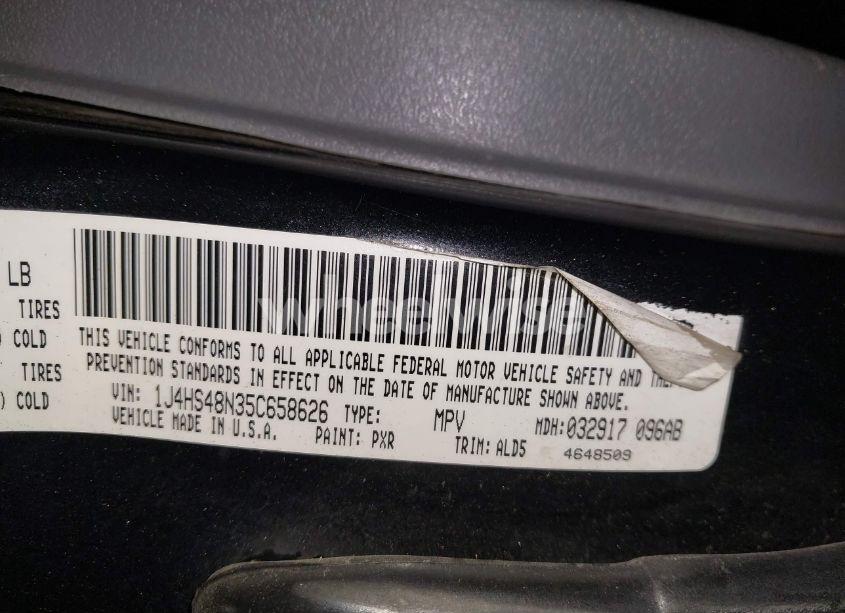 LB
TIRES
) COLD
TIRES
) COLD
wheelwise
THIS VEHICLE CONFORMS TO ALL APPLICABLE FEDERAL MOTOR VEHICLE SAFETY AND THEF
PREVENTION STANDARDS IN EFFECT ON THE DATE OF MANUFACTURE SHOWN ABOVE.
VIN: 1J4HS48N35C658626 TYPE: MPV MDH:032917 096AB
VEHICLE MADE IN U.S.A. PAINT: PXR TRIM: ALD5 4648509